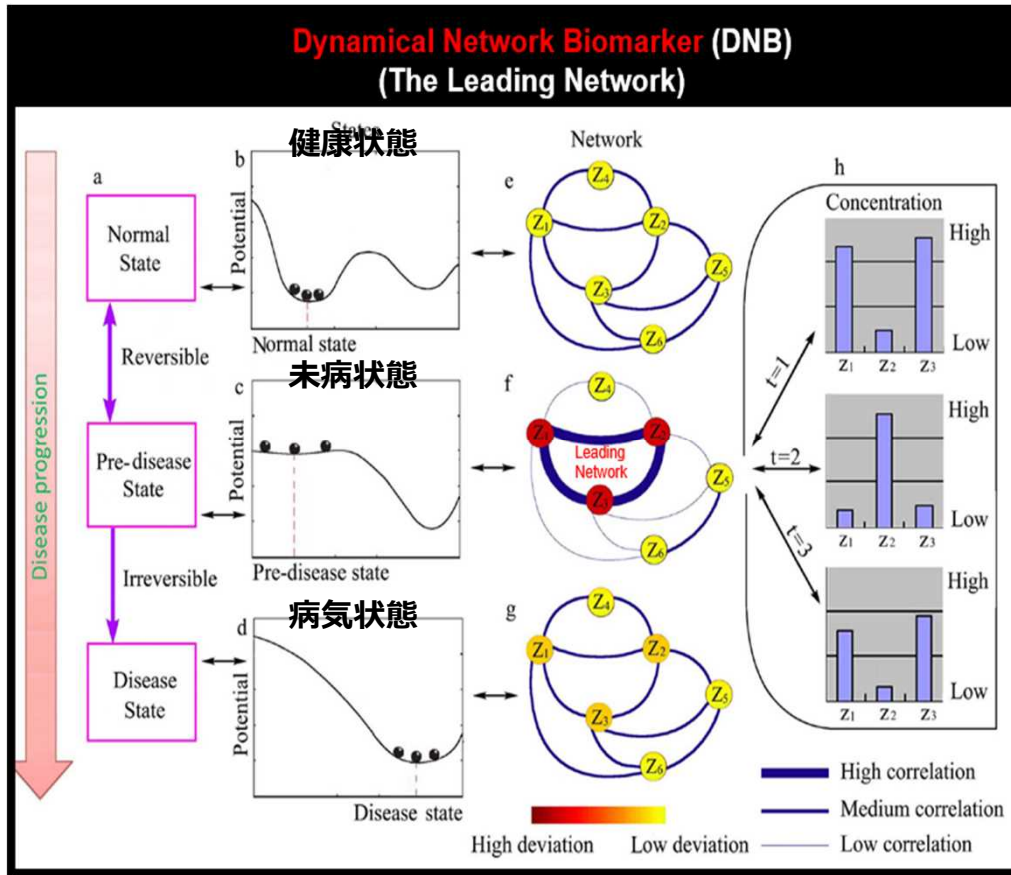 Dynamical Network Biomarker (DNB)
(The Leading Network)
Disease progression
a
Normal
State
Reversible
Pre-disease
State
Irreversible
Disease
State
States
健康状態
b
Potential
Normal state
未病状態
c
Potential
Pre-disease state
病気状態
d
Potential
Disease state
Network
e
Z4
Z1
Z2
Z5
Z3
Z6
f
Z4
Z1
Z2
Leading
Network
Z5
Z3
Z6
g
Z4
Z1
Z2
Z5
Z3
Z6
High deviation
Low deviation
t=1
t=2
t=3
h
Concentration
High
Low
Z1 Z2 Z3
High
Low
Z1 Z2 Z3
High
Low
Z1 Z2 Z3
High correlation
Medium correlation
Low correlation